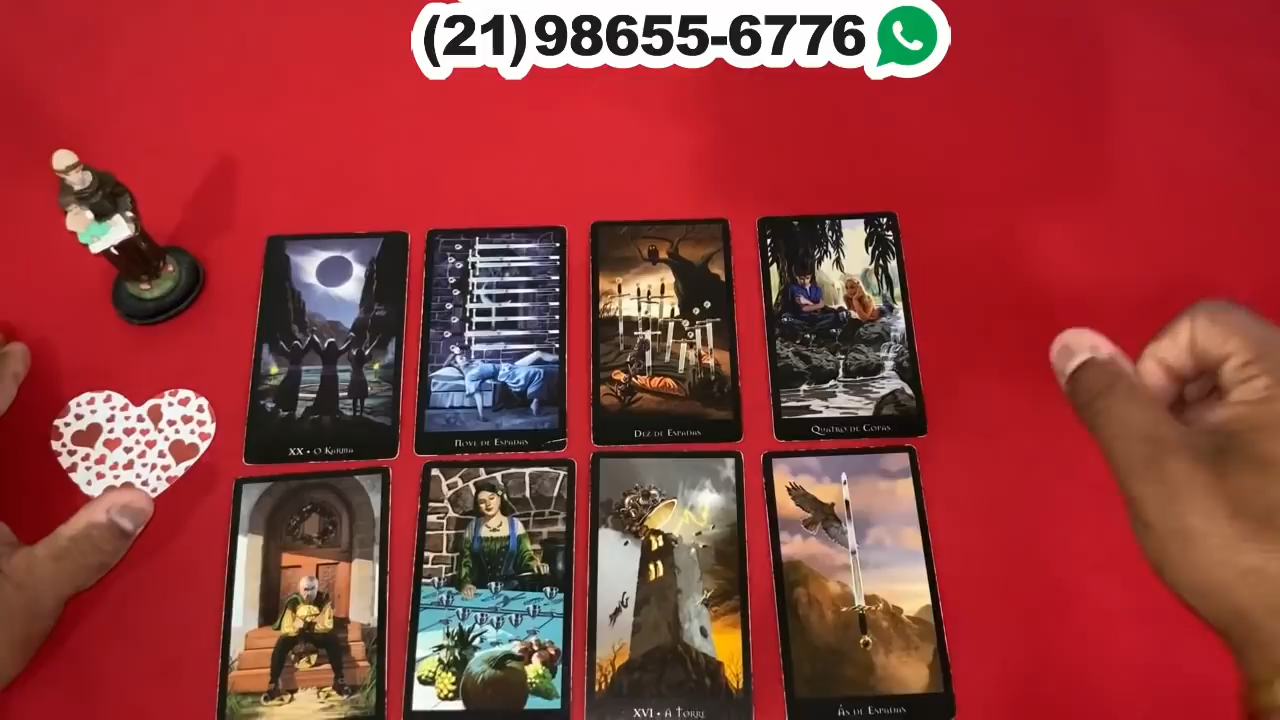 (21)98655-6776
XX • O Karma
Nove de Espadas
Dez de Espadas
Quatro de Copas
XVI • A Torre
Ás de Espadas